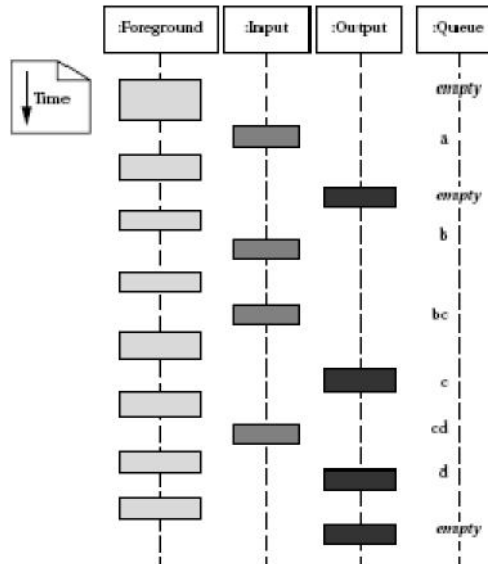 :Foreground :Input :Output :Queue
Time
empty
a
empty
b
bc
c
cd
d
empty